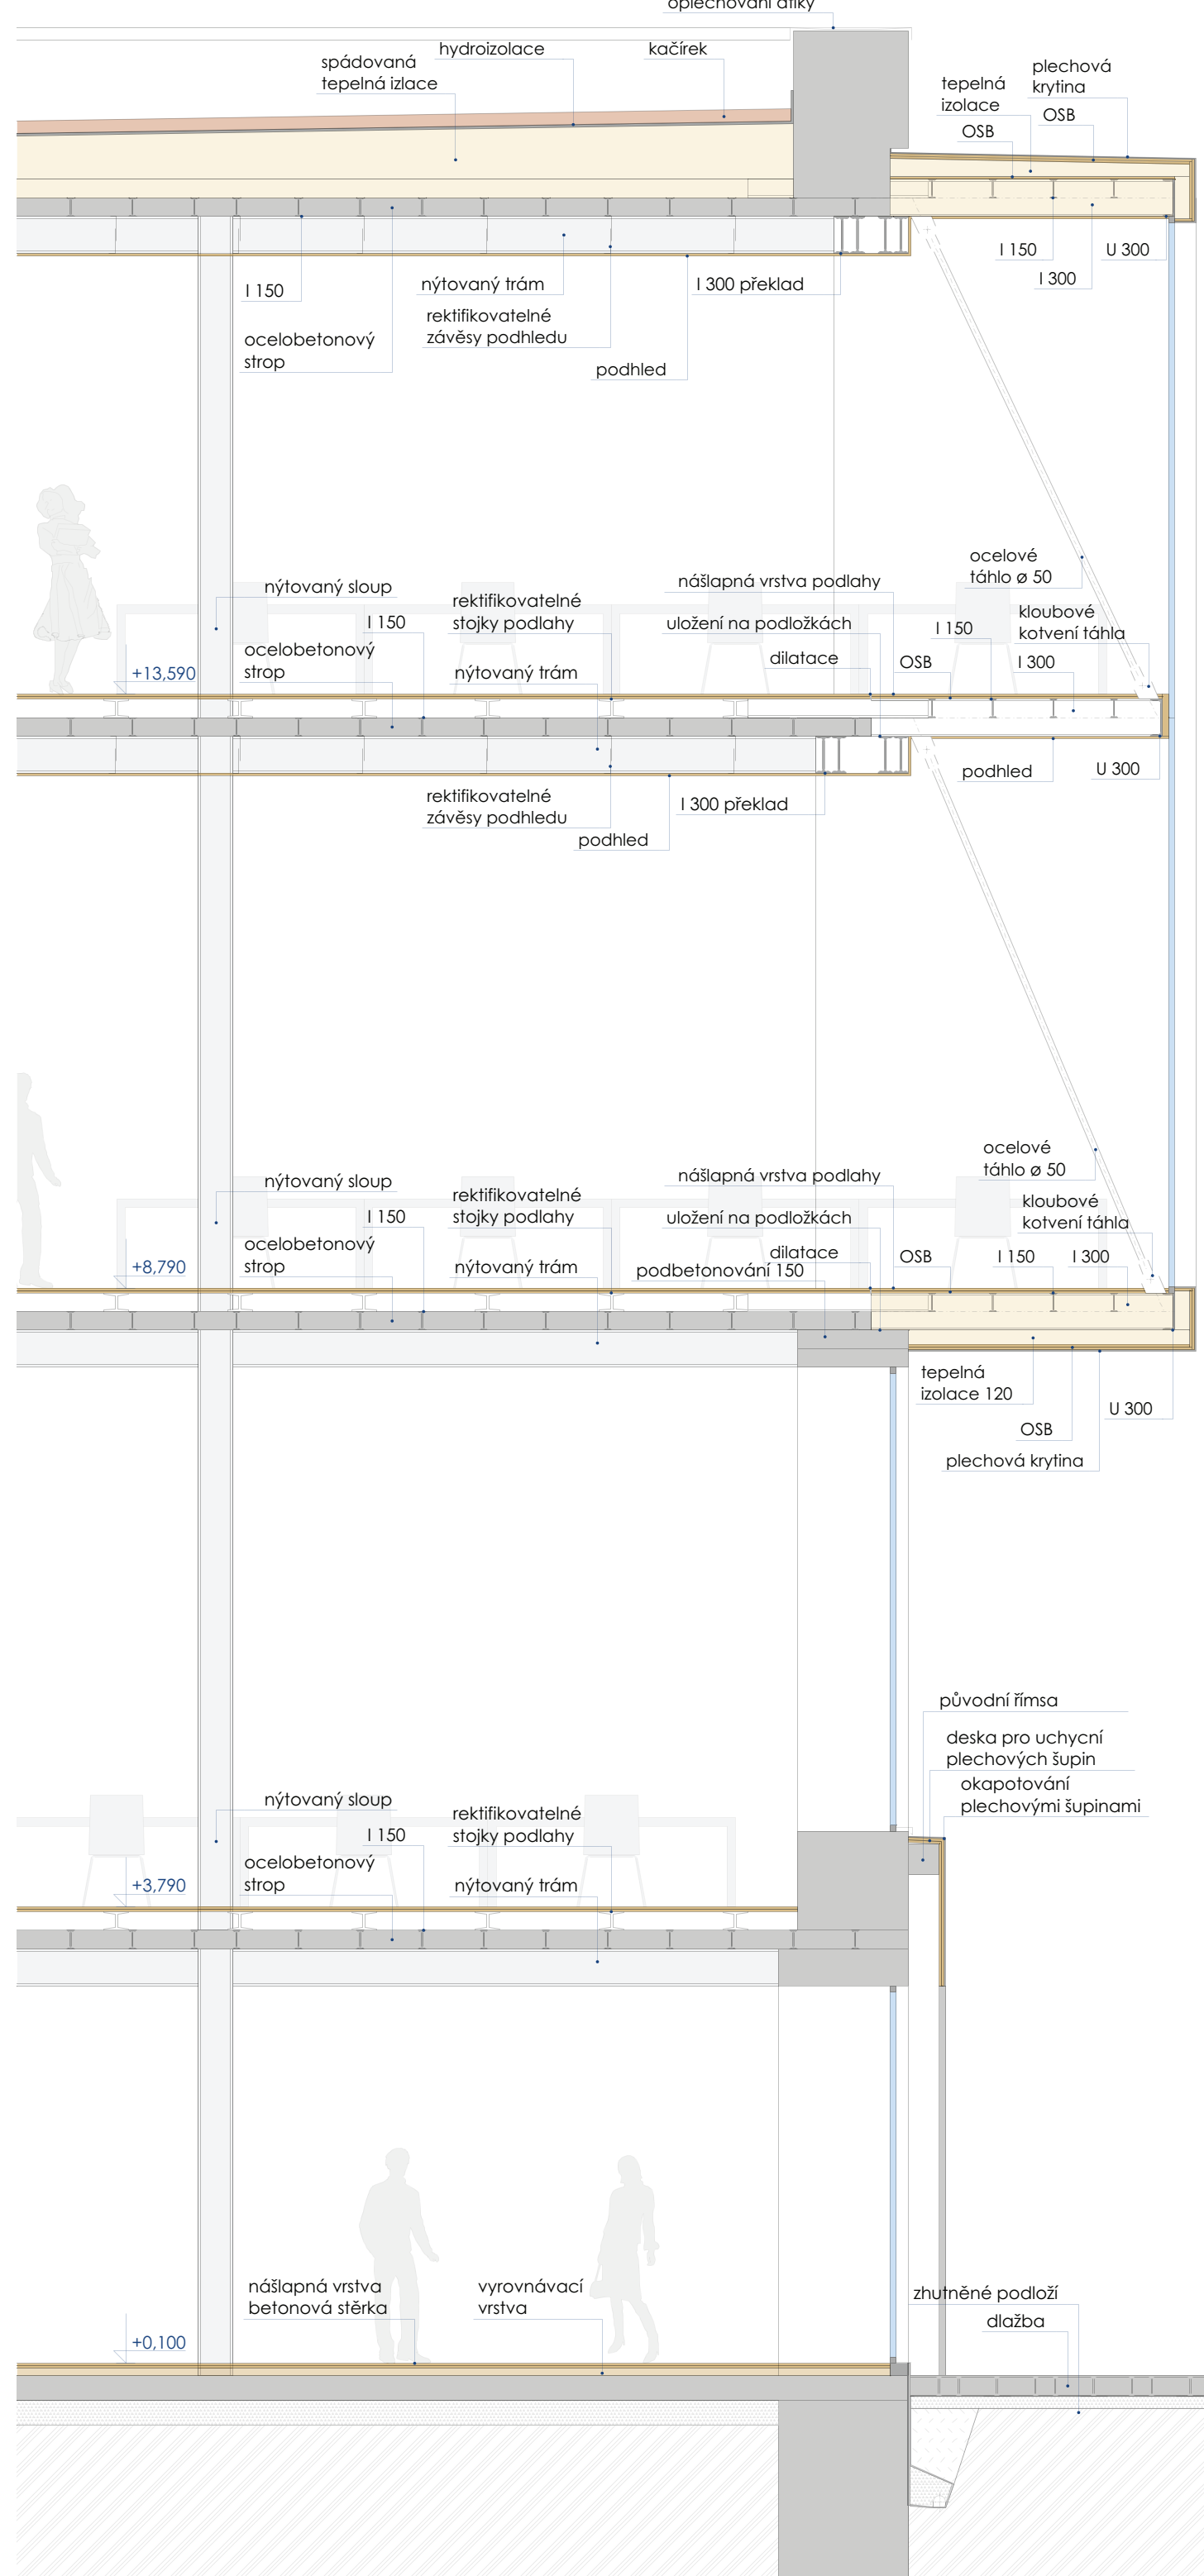 oplechování atiky
hydroizolace
kačírek
spádovaná
tepelná izlace
plechová
krytina
tepelná
izolace
OSB
OSB
I 150
U 300
I 300
I 150
nýtovaný trám
I 300 překlad
rektifikovatelné
závěsy podhledu
ocelobetonový
strop
podhled
ocelové
táhlo ø 50
nýtovaný sloup
rektifikovatelné
stojky podlahy
nášlapná vrstva podlahy
I 150
uložení na podložkách
I 150
kloubové
kotvení táhla
ocelobetonový
strop
dilatace
OSB
I 300
+13,590
nýtovaný trám
podhled
U 300
rektifikovatelné
závěsy podhledu
I 300 překlad
podhled
ocelové
táhlo ø 50
nýtovaný sloup
rektifikovatelné
stojky podlahy
nášlapná vrstva podlahy
I 150
uložení na podložkách
kloubové
kotvení táhla
ocelobetonový
strop
dilatace
OSB
I 150
I 300
+8,790
nýtovaný trám
podbetonování 150
tepelná
izolace 120
U 300
OSB
plechová krytina
původní římsa
deska pro uchycní
plechových šupin
okapotování
plechovými šupinami
nýtovaný sloup
rektifikovatelné
stojky podlahy
I 150
ocelobetonový
strop
+3,790
nýtovaný trám
nášlapná vrstva
betonová stěrka
vyrovnávací
vrstva
zhutněné podloží
dlažba
+0,100